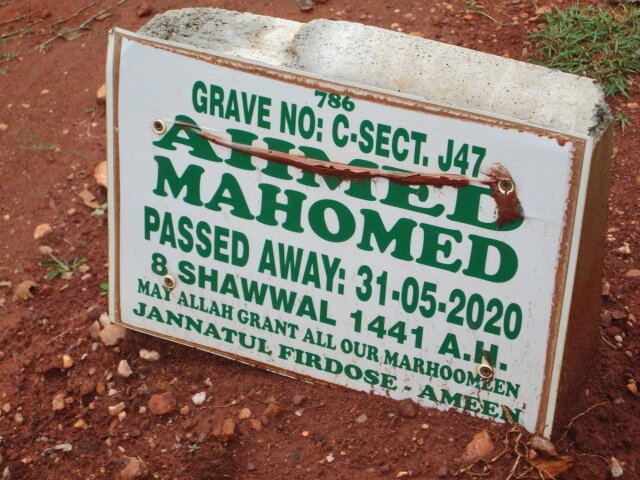 786
GRAVE NO: C-SECT. J47
AHMED
MAHOMED
PASSED AWAY: 31-05-2020
8 SHAWWAL 1441 A.H.
MAY ALLAH GRANT ALL OUR MARHOOMEEN
JANNATUL FIRDOSE - AMEEN